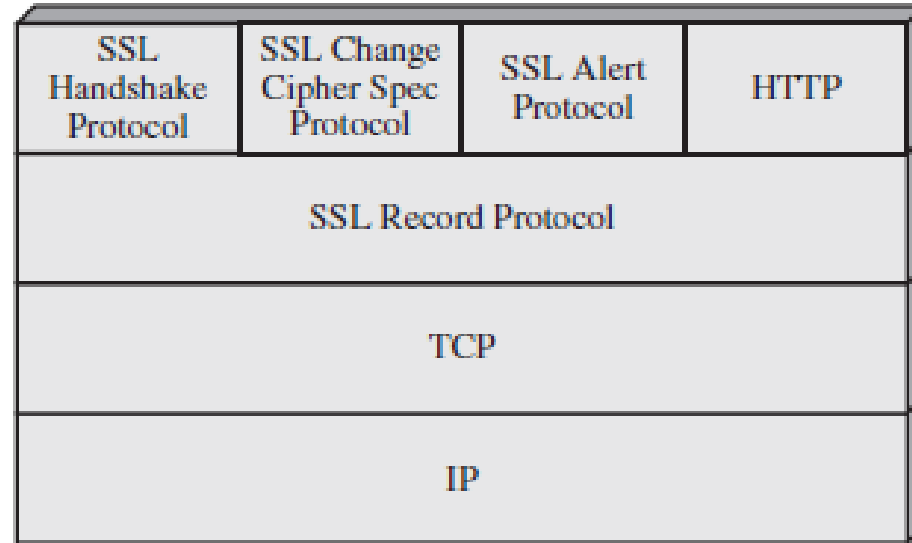 SSL
Handshake
Protocol
SSL Change
Cipher Spec
Protocol
SSL Alert
Protocol
HTTP
SSL Record Protocol
TCP
IP